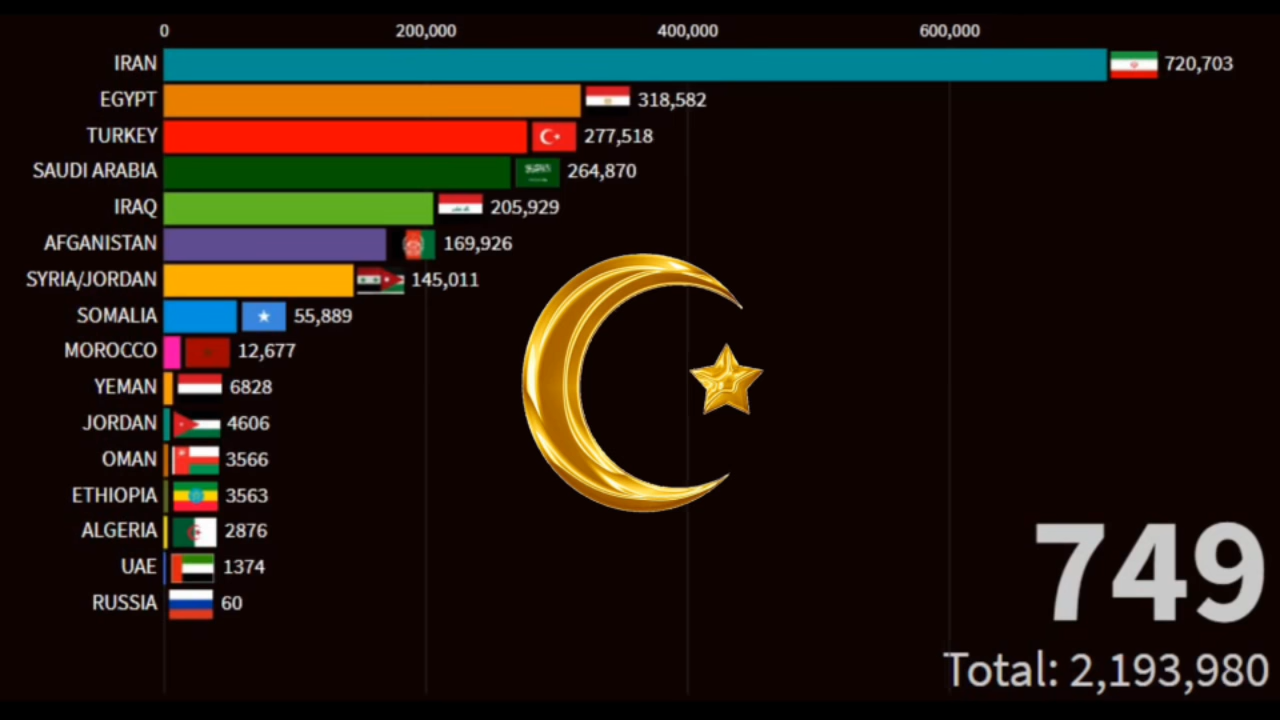 0 200,000 400,000 600,000
IRAN 720,703
EGYPT 318,582
TURKEY 277,518
SAUDI ARABIA 264,870
IRAQ 205,929
AFGANISTAN 169,926
SYRIA/JORDAN 145,011
SOMALIA 55,889
MOROCCO 12,677
YEMAN 6828
JORDAN 4606
OMAN 3566
ETHIOPIA 3563
ALGERIA 2876
UAE 1374
RUSSIA 60
749
Total: 2,193,980